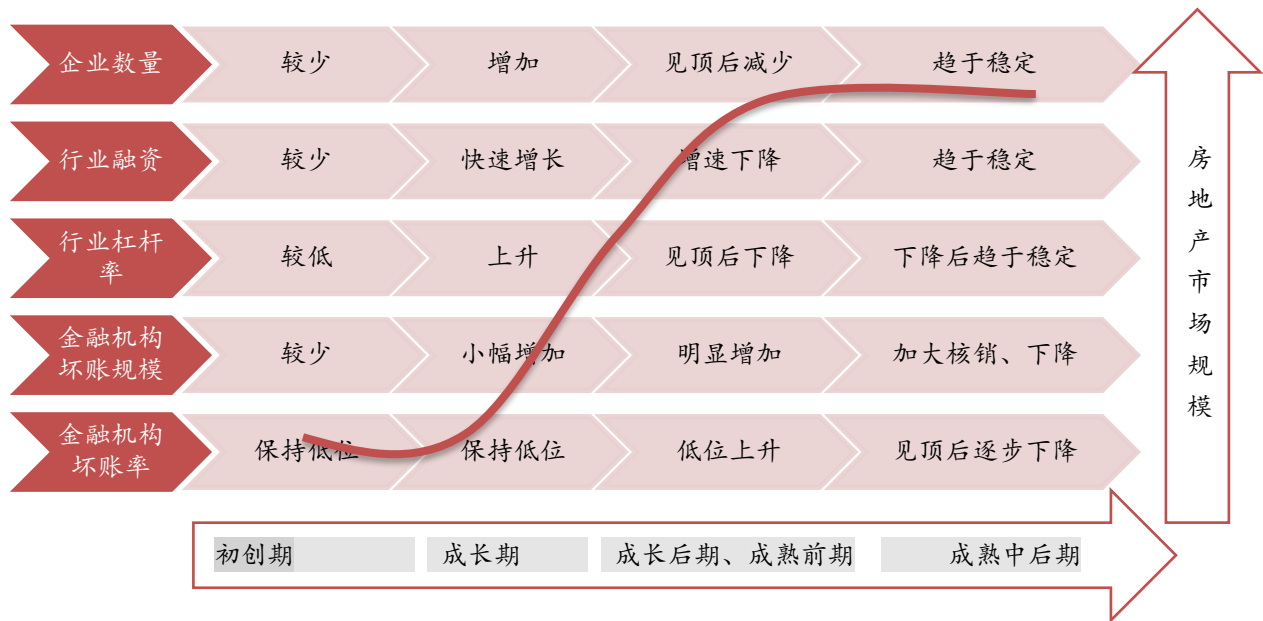 企业数量 较少 增加 见顶后减少 趋于稳定
行业融资 较少 快速增长 增速下降 趋于稳定
行业杠杆
率 较低 上升 见顶后下降 下降后趋于稳定
金融机构
坏账规模 较少 小幅增加 明显增加 加大核销、下降
金融机构
坏账率 保持低位 保持低位 低位上升 见顶后逐步下降
初创期 成长期 成长后期、成熟前期 成熟中后期
房地产市场规模